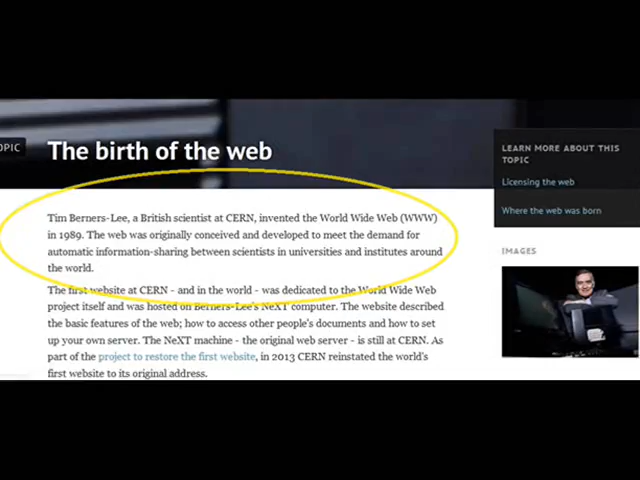 OPIC
The birth of the web
Tim Berners-Lee, a British scientist at CERN, invented the World Wide Web (WWW)
in 1989. The web was originally conceived and developed to meet the demand for
automatic information-sharing between scientists in universities and institutes around
the world.
The first website at CERN - and in the world - was dedicated to the World Wide Web
project itself and was hosted on Berners-Lee's NeXT computer. The website described
the basic features of the web; how to access other people's documents and how to set
up your own server. The NeXT machine - the original web server - is still at CERN. As
part of the project to restore the first website, in 2013 CERN reinstated the world's
first website to its original address.
LEARN MORE ABOUT THIS
TOPIC
Licensing the web
Where the web was born
IMAGES